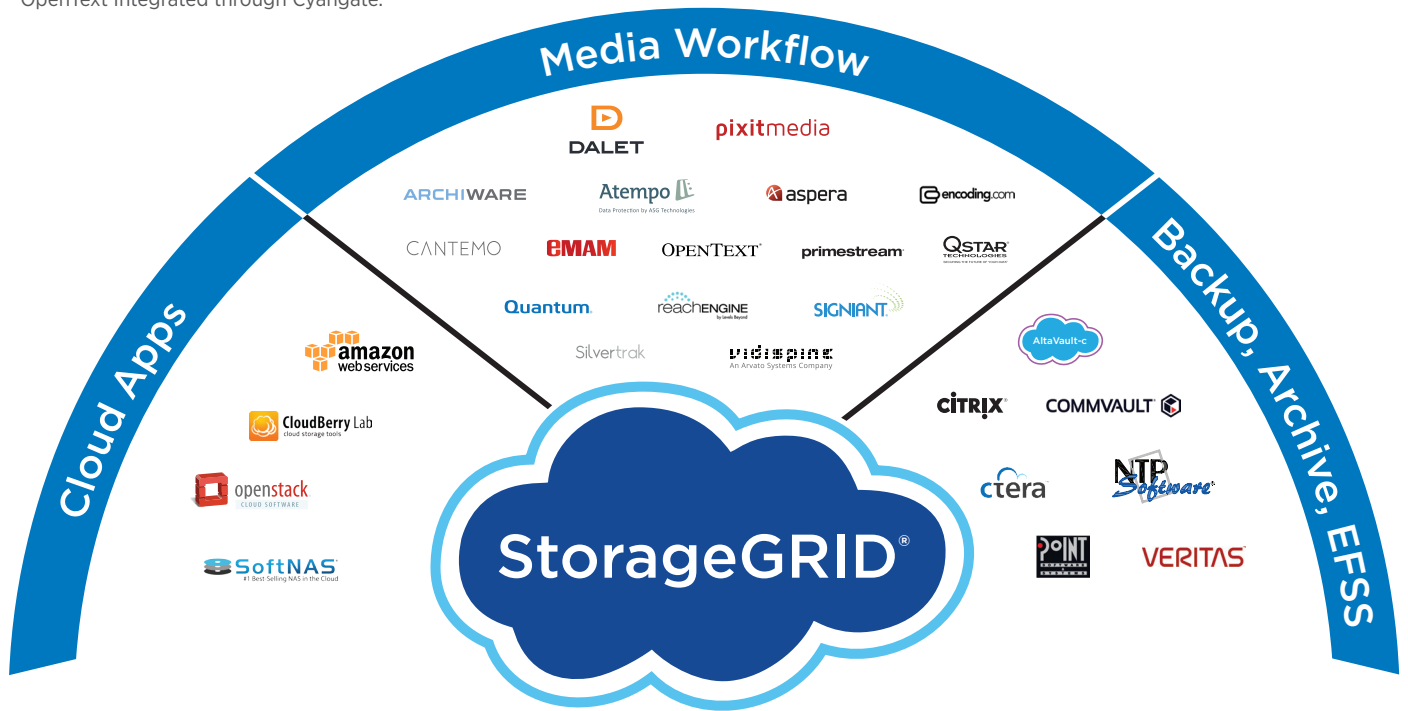 OpenText integrated through Cyangate.
Media Workflow
DALET
pixitmedia
ARCHIWARE
Atempo
Data Protection by ASG Technologies
aspera
encoding.com
CANTEMO
eMAM
OPENTEXT
primestream
QSTAR
TECHNOLOGIES
Quantum
reachENGINE
by Levels Beyond
SIGNIANT
Silvertrak
vidispine
An Arvato Systems Company
Cloud Apps
amazon
web services
CloudBerry Lab
cloud storage tools
openstack
CLOUD SOFTWARE
SoftNAS
#1 Best-Selling NAS in the Cloud
Backup, Archive, EFSS
AltaVault-c
CITRIX®
COMMVAULT
ctera
NTP
Software
POINT
SOFTWARE
SYSTEMS
VERITAS
StorageGRID®